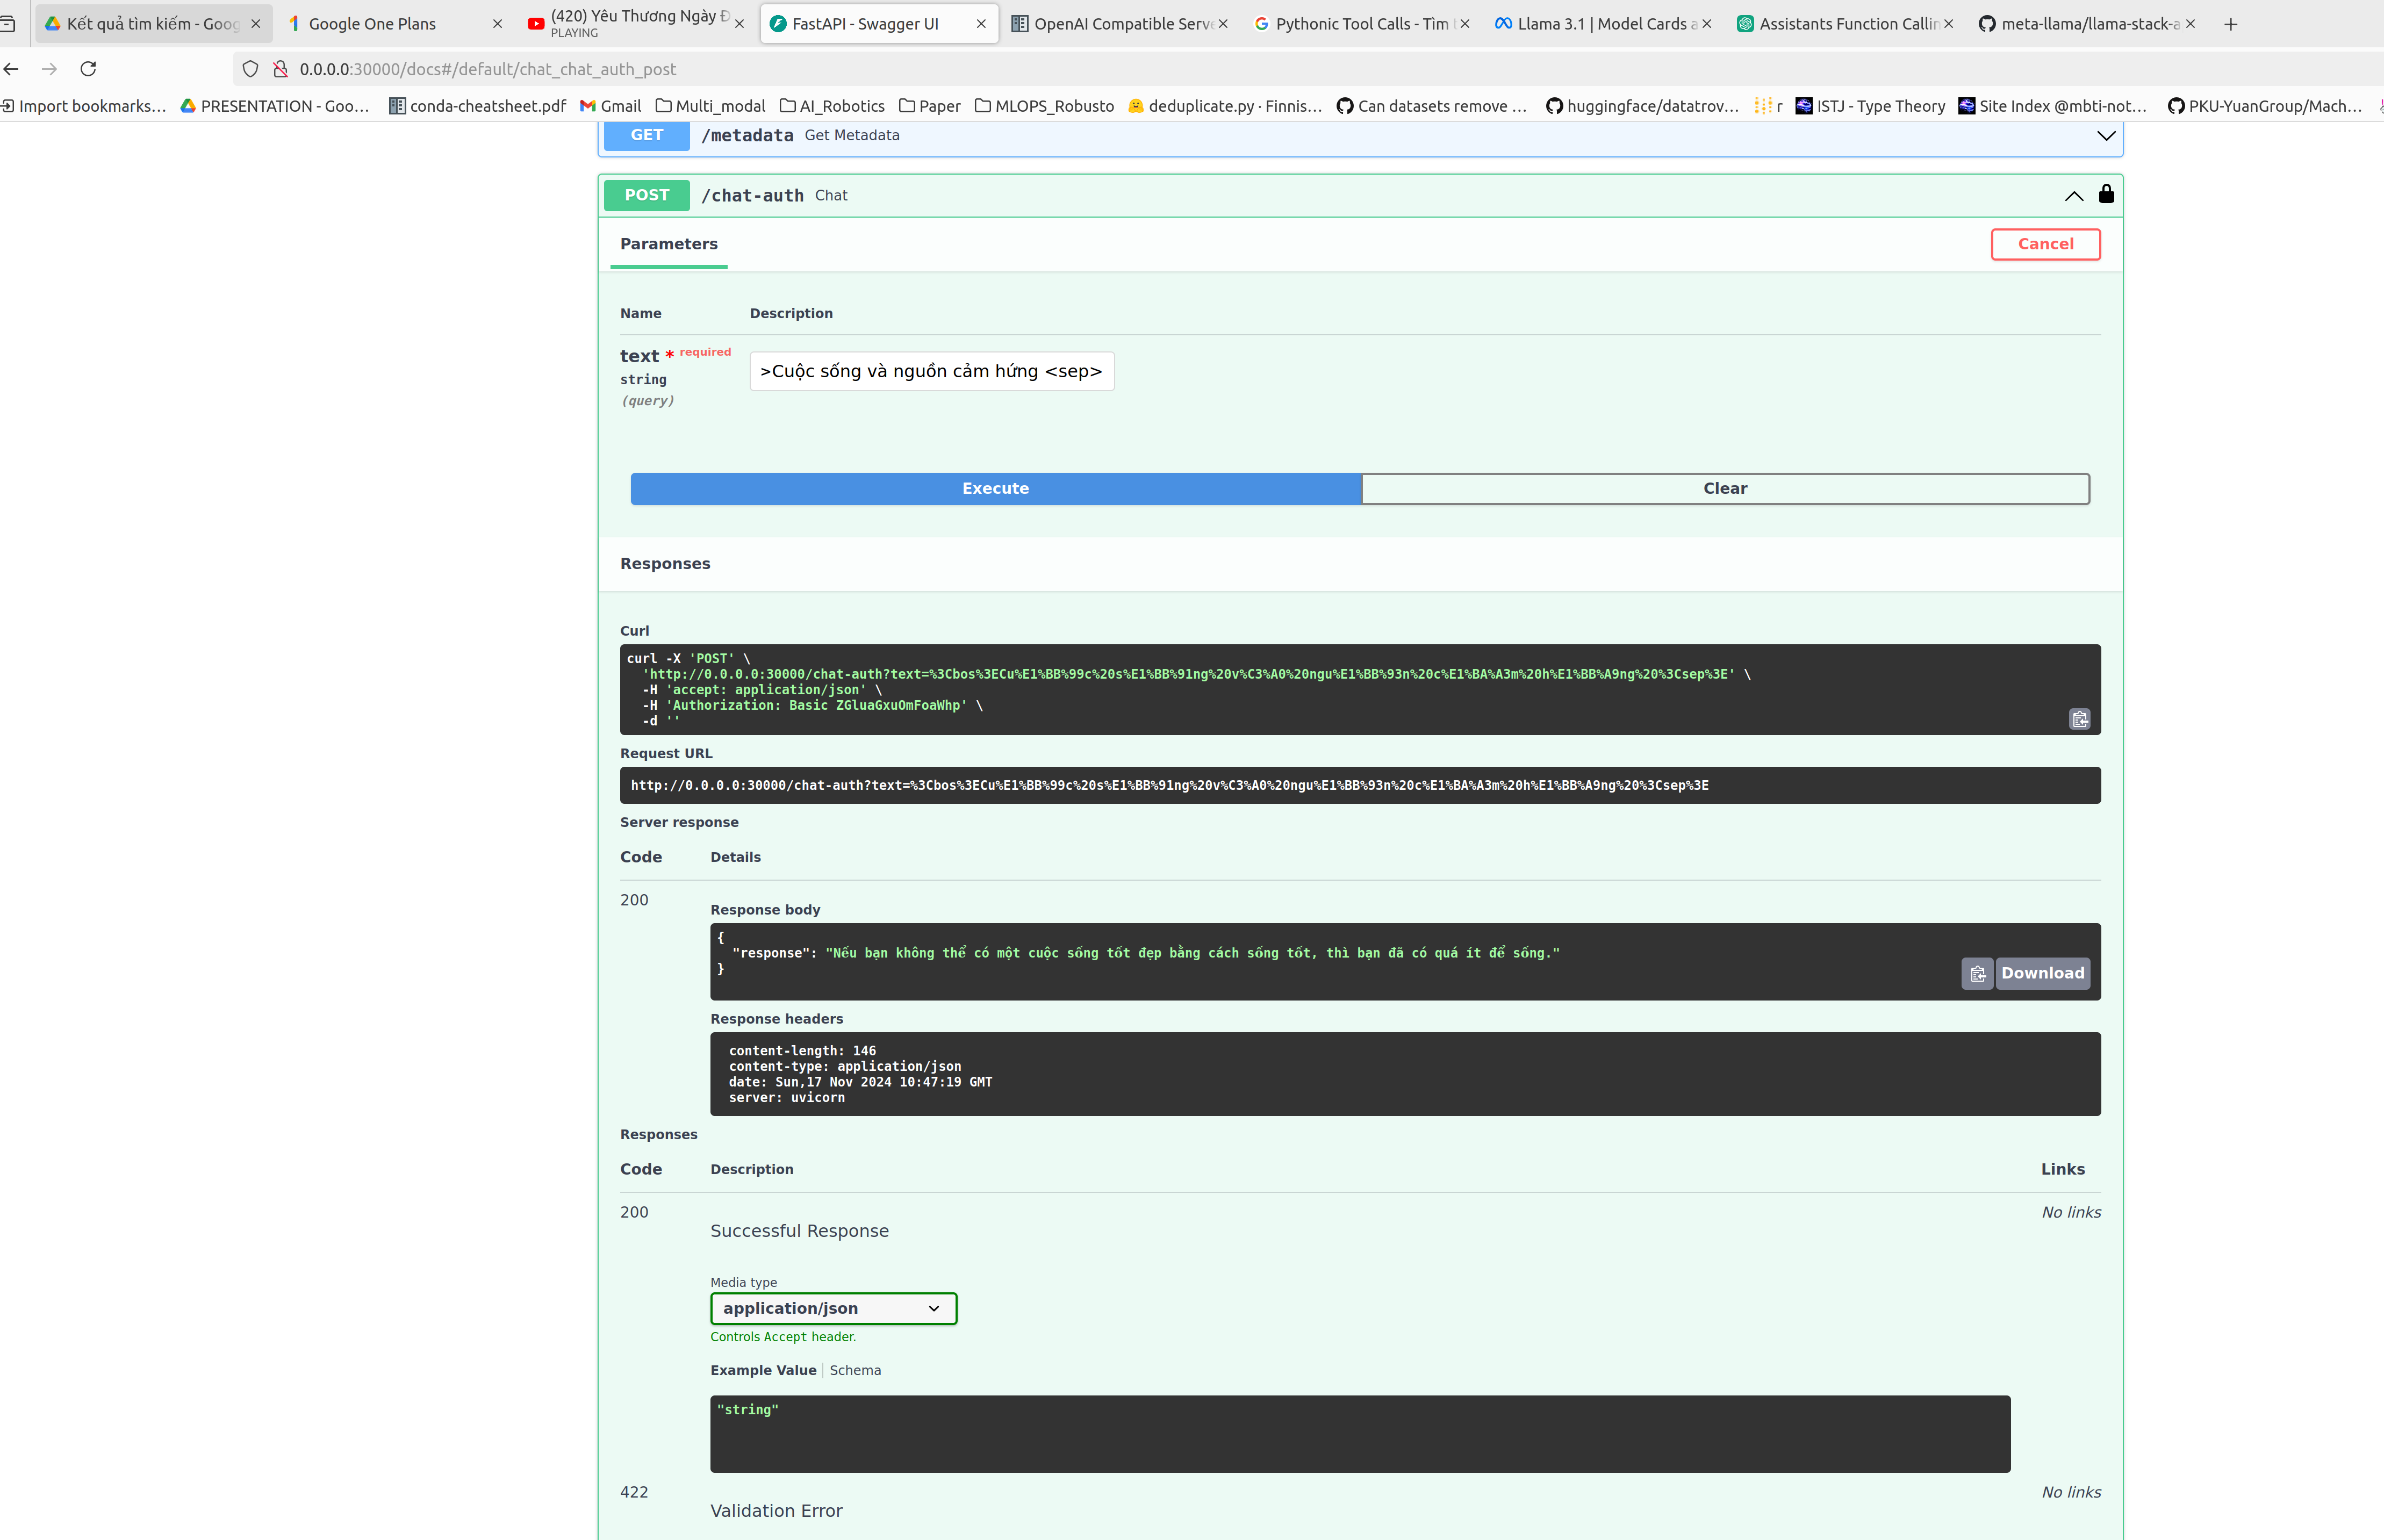 Kết quả tìm kiếm - Goog
Google One Plans
(420) Yêu Thương Ngày Đ
PLAYING
FastAPI - Swagger UI
OpenAI Compatible Serve
Pythonic Tool Calls - Tìm
Llama 3.1 | Model Cards a
Assistants Function Callin
meta-llama/llama-stack-a
0.0.0.0:30000/docs#/default/chat_chat_auth_post
Import bookmarks…
PRESENTATION - Goo…
conda-cheatsheet.pdf
Gmail
Multi_modal
AI_Robotics
Paper
MLOPS_Robusto
deduplicate.py · Finnis…
Can datasets remove …
huggingface/datatrov…
r
ISTJ - Type Theory
Site Index @mbti-not…
PKU-YuanGroup/Mach…
GET /metadata Get Metadata
POST /chat-auth Chat
Parameters
Cancel
Name Description
text * required
string
(query)
>Cuộc sống và nguồn cảm hứng <sep>
Execute
Clear
Responses
Curl
curl -X 'POST' \
'http://0.0.0.0:30000/chat-auth?text=%3Cbos%3ECu%E1%BB%99c%20s%E1%BB%91ng%20v%C3%A0%20ngu%E1%BB%93n%20c%E1%BA%A3m%20h%E1%BB%A9ng%20%3Csep%3E' \
-H 'accept: application/json' \
-H 'Authorization: Basic ZGluaGxuOmFoaWhp' \
-d ''
Request URL
http://0.0.0.0:30000/chat-auth?text=%3Cbos%3ECu%E1%BB%99c%20s%E1%BB%91ng%20v%C3%A0%20ngu%E1%BB%93n%20c%E1%BA%A3m%20h%E1%BB%A9ng%20%3Csep%3E
Server response
Code Details
200
Response body
{
"response": "Nếu bạn không thể có một cuộc sống tốt đẹp bằng cách sống tốt, thì bạn đã có quá ít để sống."
}
Download
Response headers
content-length: 146
content-type: application/json
date: Sun,17 Nov 2024 10:47:19 GMT
server: uvicorn
Responses
Code Description Links
200 No links
Successful Response
Media type
application/json
Controls Accept header.
Example Value Schema
"string"
422 No links
Validation Error